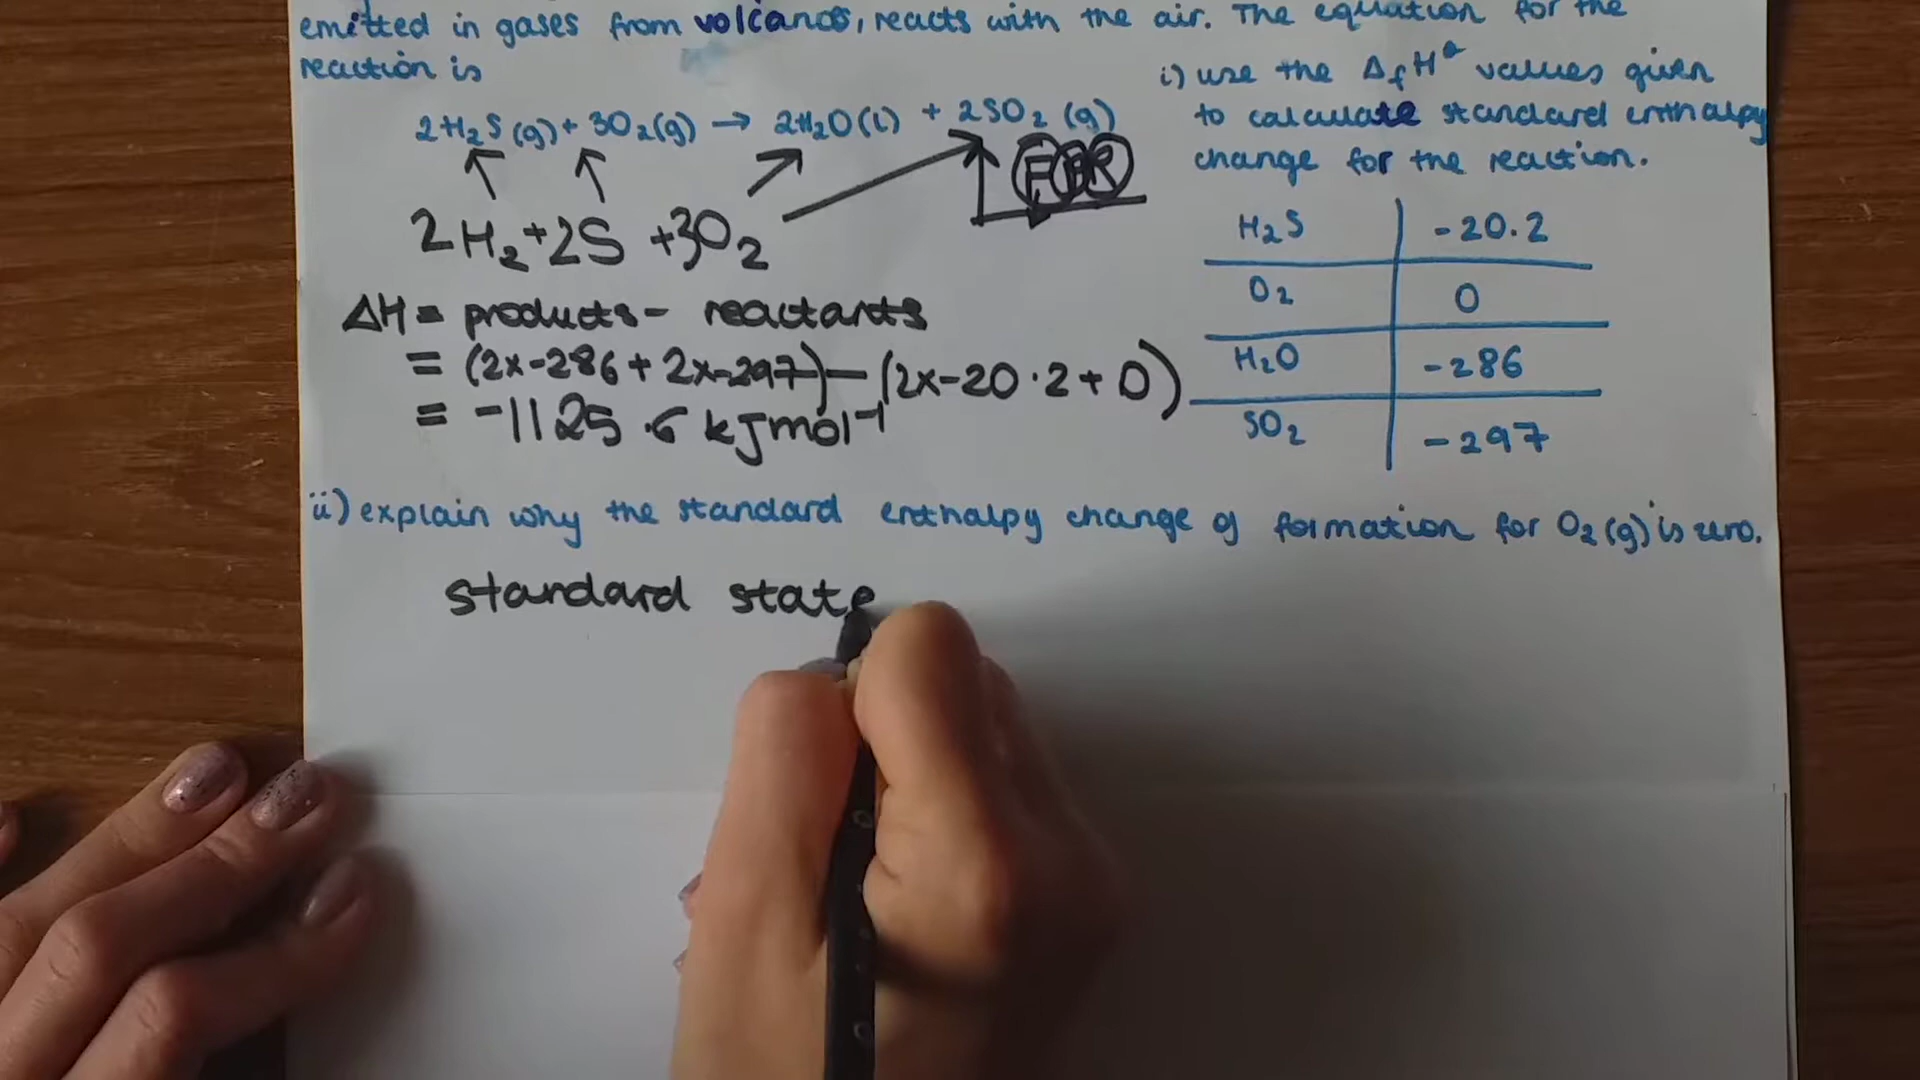 emitted in gases from volcanos, reacts with the air. The equation for the
reaction is
2H₂S (g) + 3O₂(g) → 2H₂O(l) + 2SO₂ (g)
i) use the ΔfH⦵ values given
to calculate standard enthalpy
change for the reaction.
2H₂+2S +3O₂
H₂S -20.2
O₂ 0
H₂O -286
SO₂ -297
ΔH = products - reactants
= (2x-286 + 2x-297) - (2x-20.2 + 0)
= -1125.6 kJmol⁻¹
ii) explain why the standard enthalpy change of formation for O₂ (g) is zero.
standard state